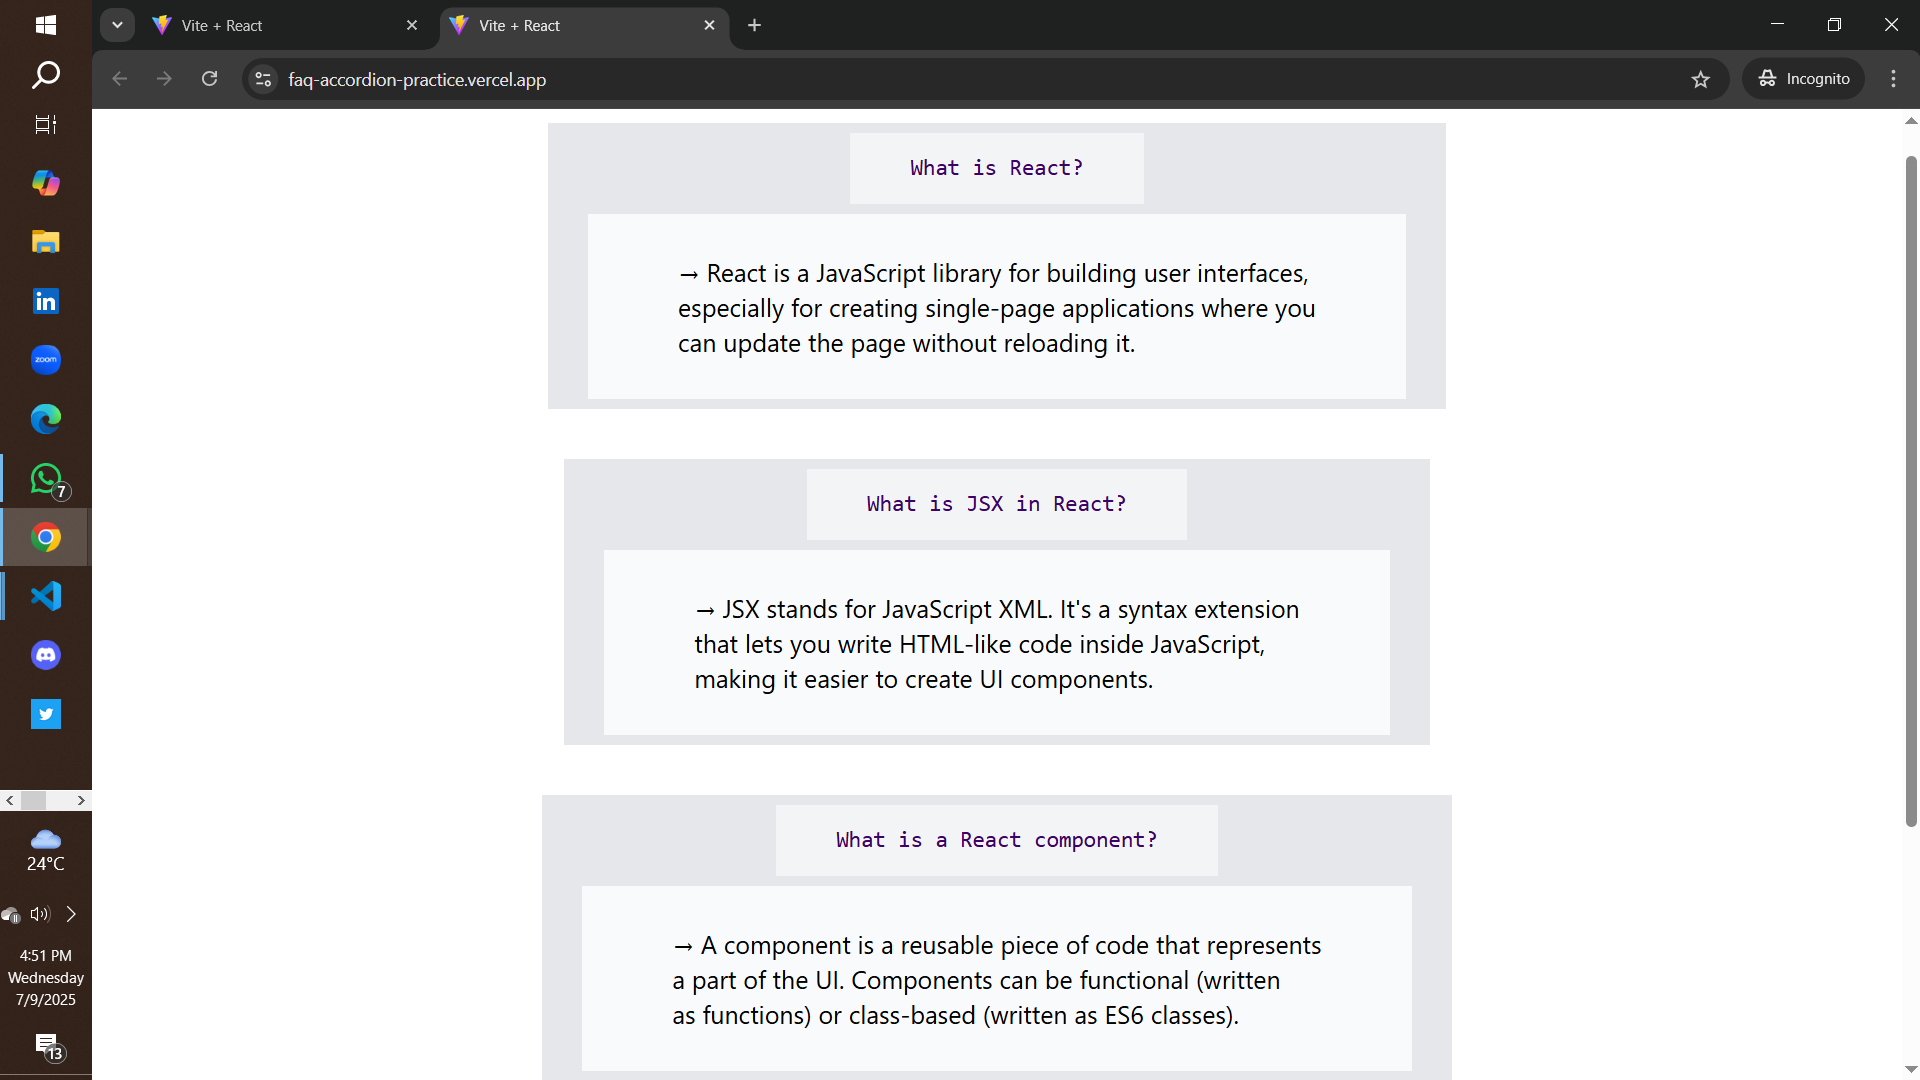 Vite + React
Vite + React
faq-accordion-practice.vercel.app
Incognito
What is React?
→ React is a JavaScript library for building user interfaces,
especially for creating single-page applications where you
can update the page without reloading it.
What is JSX in React?
→ JSX stands for JavaScript XML. It's a syntax extension
that lets you write HTML-like code inside JavaScript,
making it easier to create UI components.
What is a React component?
→ A component is a reusable piece of code that represents
a part of the UI. Components can be functional (written
as functions) or class-based (written as ES6 classes).
zoom
7
24°C
4:51 PM
Wednesday
7/9/2025
13